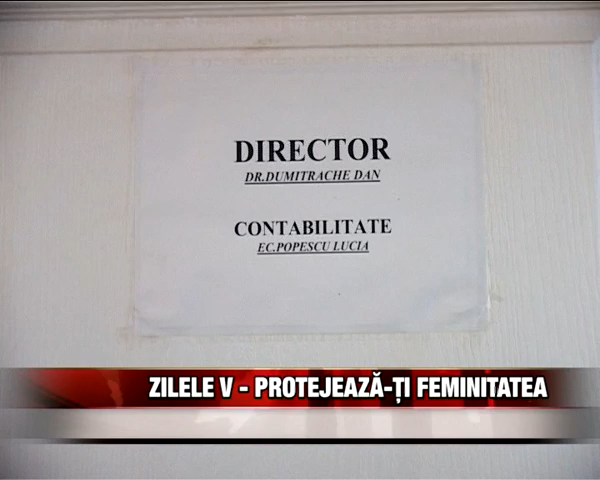 DIRECTOR
DR.DUMITRACHE DAN
CONTABILITATE
EC.POPESCU LUCIA
ZILELE V - PROTEJEAZĂ-ȚI FEMINITATEA